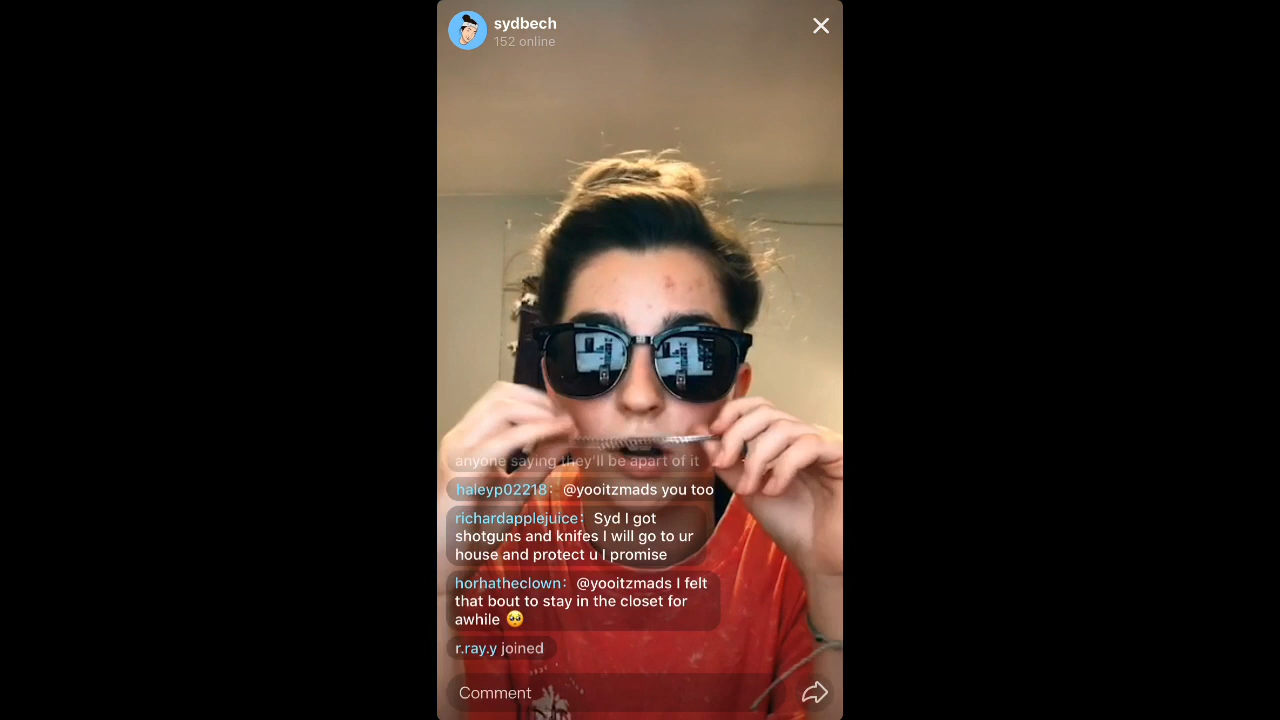 sydbech
152 online
anyone saying they'll be apart of it
haleyp02218: @yooitzmads you too
richardapplejuice: Syd I got
shotguns and knifes I will go to ur
house and protect u I promise
horhatheclown: @yooitzmads I felt
that bout to stay in the closet for
awhile 🥺
r.ray.y joined
Comment